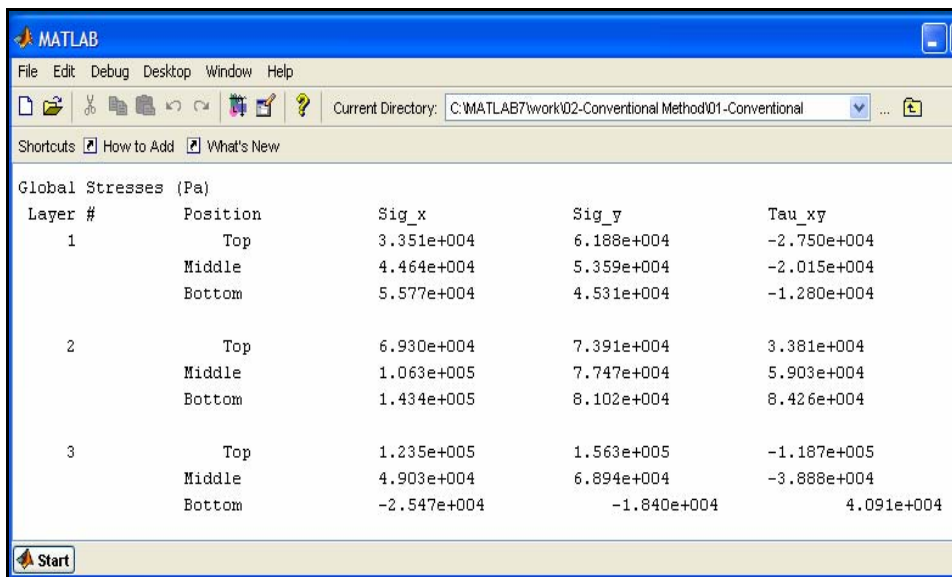 MATLAB
File Edit Debug Desktop Window Help
Current Directory: C:\MATLAB7\work\02-Conventional Method\01-Conventional ...
Shortcuts How to Add What's New
Global Stresses (Pa)
Layer # Position Sig_x Sig_y Tau_xy
1 Top 3.351e+004 6.188e+004 -2.750e+004
Middle 4.464e+004 5.359e+004 -2.015e+004
Bottom 5.577e+004 4.531e+004 -1.280e+004
2 Top 6.930e+004 7.391e+004 3.381e+004
Middle 1.063e+005 7.747e+004 5.903e+004
Bottom 1.434e+005 8.102e+004 8.426e+004
3 Top 1.235e+005 1.563e+005 -1.187e+005
Middle 4.903e+004 6.894e+004 -3.888e+004
Bottom -2.547e+004 -1.840e+004 4.091e+004
Start